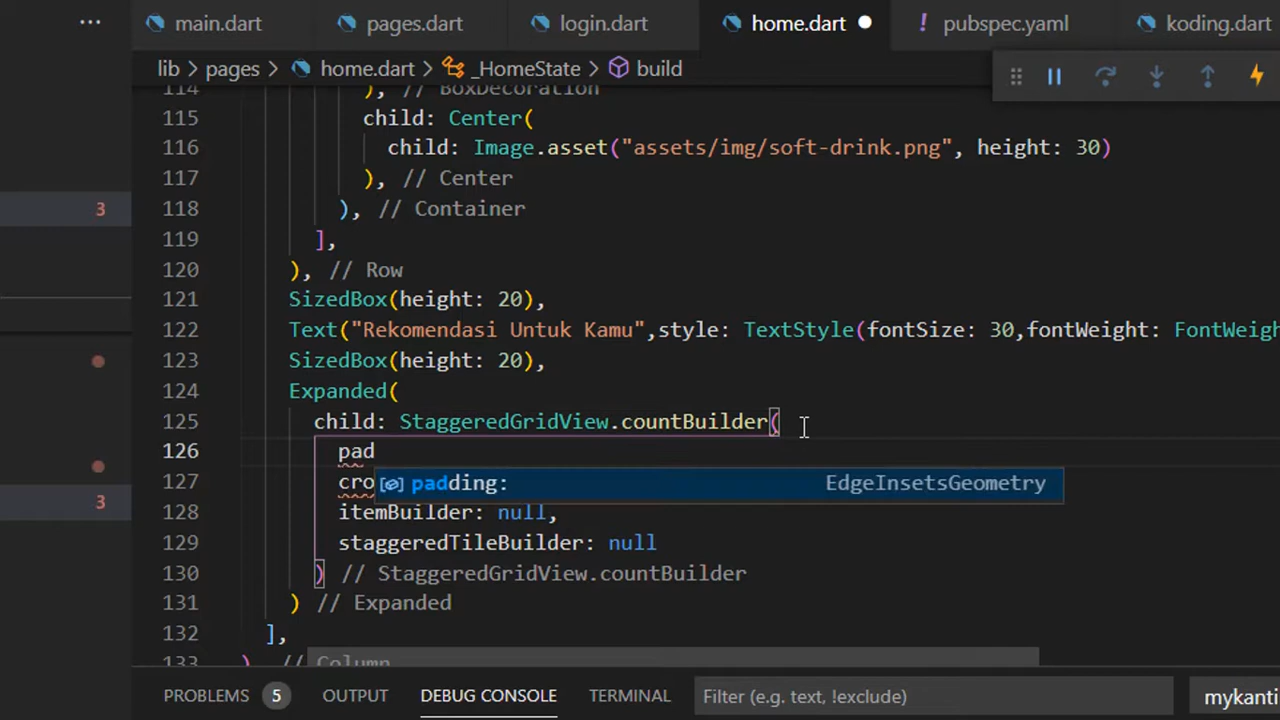 ... main.dart pages.dart login.dart home.dart ● ! pubspec.yaml koding.dart
lib > pages > home.dart > _HomeState > build
114 ), // BoxDecoration
115 child: Center(
116 child: Image.asset("assets/img/soft-drink.png", height: 30)
117 ), // Center
3 118 ), // Container
119 ],
120 ), // Row
121 SizedBox(height: 20),
122 Text("Rekomendasi Untuk Kamu",style: TextStyle(fontSize: 30,fontWeight: FontWeigh
123 SizedBox(height: 20),
124 Expanded(
125 child: StaggeredGridView.countBuilder(
126 pad
127 cro padding: EdgeInsetsGeometry
3 128 itemBuilder: null,
129 staggeredTileBuilder: null
130 ) // StaggeredGridView.countBuilder
131 ) // Expanded
132 ],
133 ), // Column
PROBLEMS 5 OUTPUT DEBUG CONSOLE TERMINAL Filter (e.g. text, !exclude) mykanti